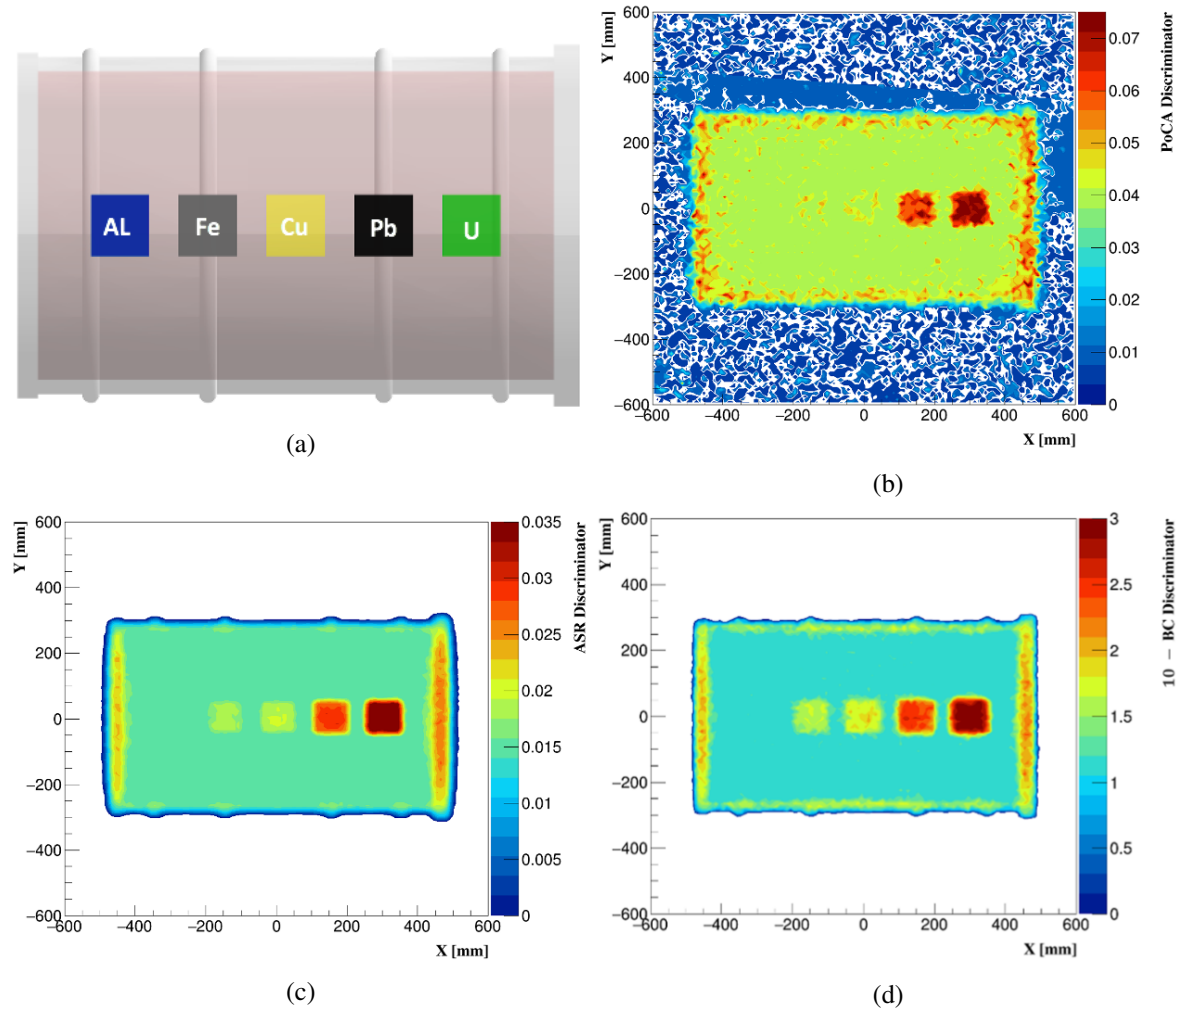 AL Fe Cu Pb U
(a)
600
400
200
0
−200
−400
−600
Y [mm]
−600 −400 −200 0 200 400 600
X [mm]
0.07
0.06
0.05
0.04
0.03
0.02
0.01
0
PoCA Discriminator
(b)
600
400
200
0
−200
−400
−600
Y [mm]
−600 −400 −200 0 200 400 600
X [mm]
0.035
0.03
0.025
0.02
0.015
0.01
0.005
0
ASR Discriminator
(c)
600
400
200
0
−200
−400
−600
Y [mm]
−600 −400 −200 0 200 400 600
X [mm]
3
2.5
2
1.5
1
0.5
0
10 − BC Discriminator
(d)